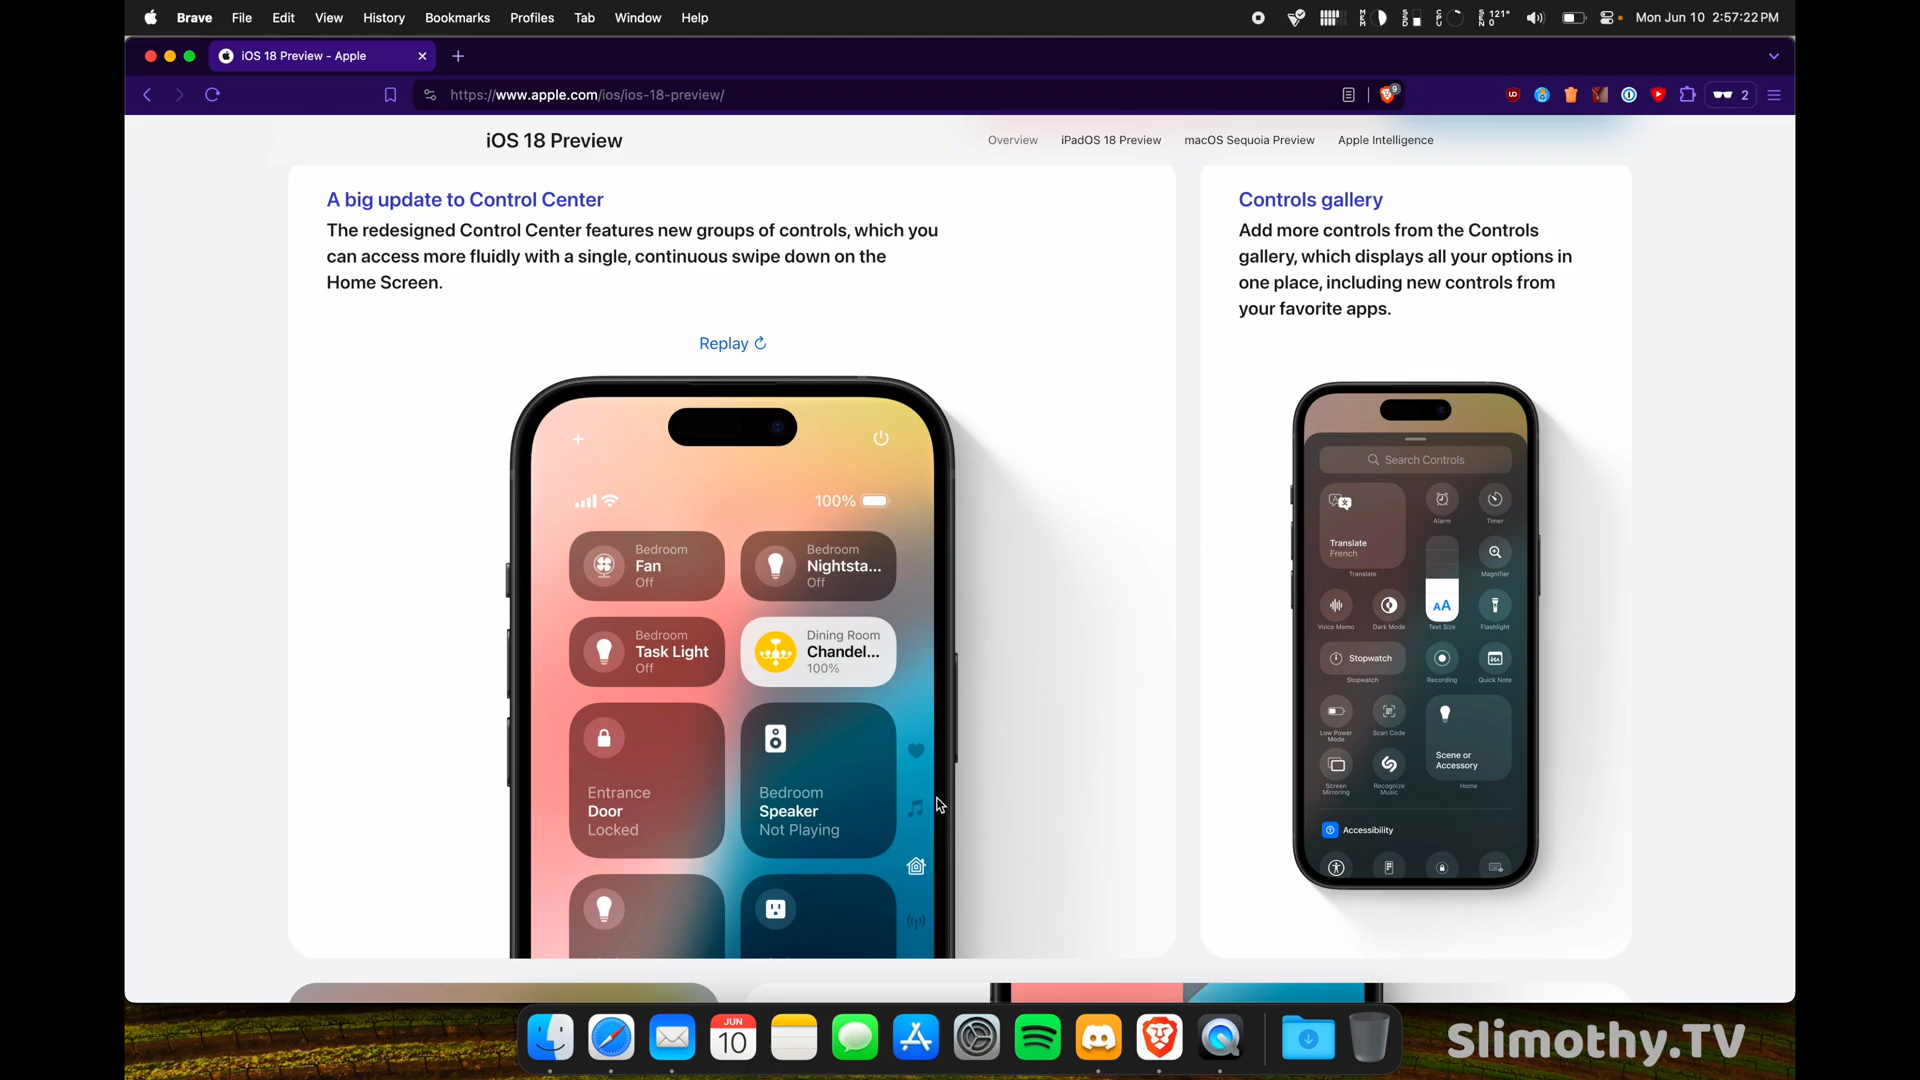 Brave File Edit View History Bookmarks Profiles Tab Window Help
MEM SSD CPU SEN 121° 0 Mon Jun 10 2:57:22 PM
iOS 18 Preview - Apple
https://www.apple.com/ios/ios-18-preview/
9
2
iOS 18 Preview
Overview iPadOS 18 Preview macOS Sequoia Preview Apple Intelligence
A big update to Control Center
The redesigned Control Center features new groups of controls, which you
can access more fluidly with a single, continuous swipe down on the
Home Screen.
Replay
100%
Bedroom
Fan
Off
Bedroom
Nightsta...
Off
Bedroom
Task Light
Off
Dining Room
Chandel...
100%
Entrance
Door
Locked
Bedroom
Speaker
Not Playing
Controls gallery
Add more controls from the Controls
gallery, which displays all your options in
one place, including new controls from
your favorite apps.
Search Controls
Translate
French
Translate
Alarm
Timer
Magnifier
Voice Memo
Dark Mode
AA
Text Size
Flashlight
Stopwatch
Stopwatch
Recording
Quick Note
Low Power
Mode
Scan Code
Scene or
Accessory
Home
Screen
Mirroring
Recognize
Music
Accessibility
JUN
10
Slimothy.TV